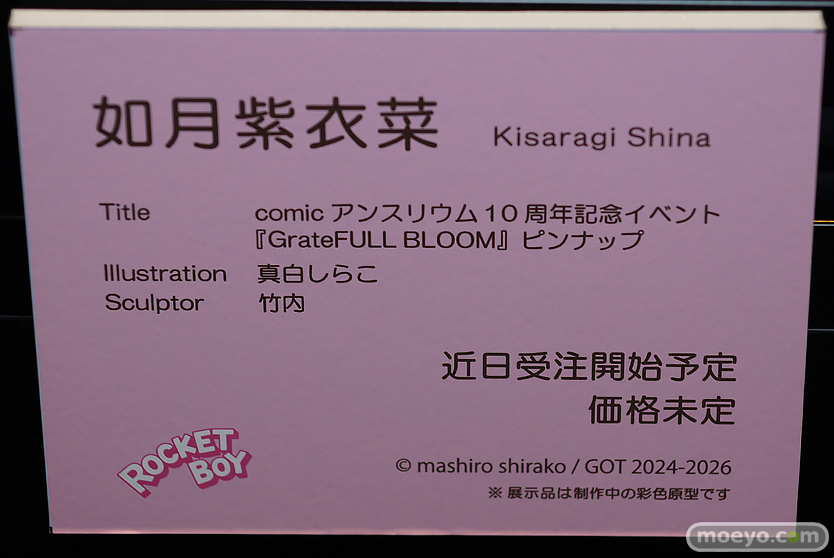 如月紫衣菜 Kisaragi Shina
Title comic アンスリウム 10 周年記念イベント
『GrateFULL BLOOM』ピンナップ
Illustration 真白しらこ
Sculptor 竹内
近日受注開始予定
価格未定
ROCKET
BOY
© mashiro shirako / GOT 2024-2026
※ 展示品は制作中の彩色原型です
moeyo.com